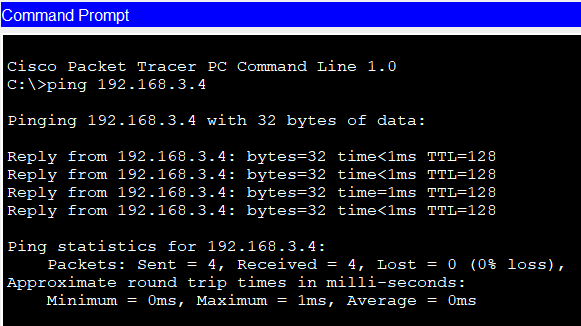 Command Prompt
Cisco Packet Tracer PC Command Line 1.0
C:\>ping 192.168.3.4
Pinging 192.168.3.4 with 32 bytes of data:
Reply from 192.168.3.4: bytes=32 time<1ms TTL=128
Reply from 192.168.3.4: bytes=32 time<1ms TTL=128
Reply from 192.168.3.4: bytes=32 time=1ms TTL=128
Reply from 192.168.3.4: bytes=32 time<1ms TTL=128
Ping statistics for 192.168.3.4:
Packets: Sent = 4, Received = 4, Lost = 0 (0% loss),
Approximate round trip times in milli-seconds:
Minimum = 0ms, Maximum = 1ms, Average = 0ms